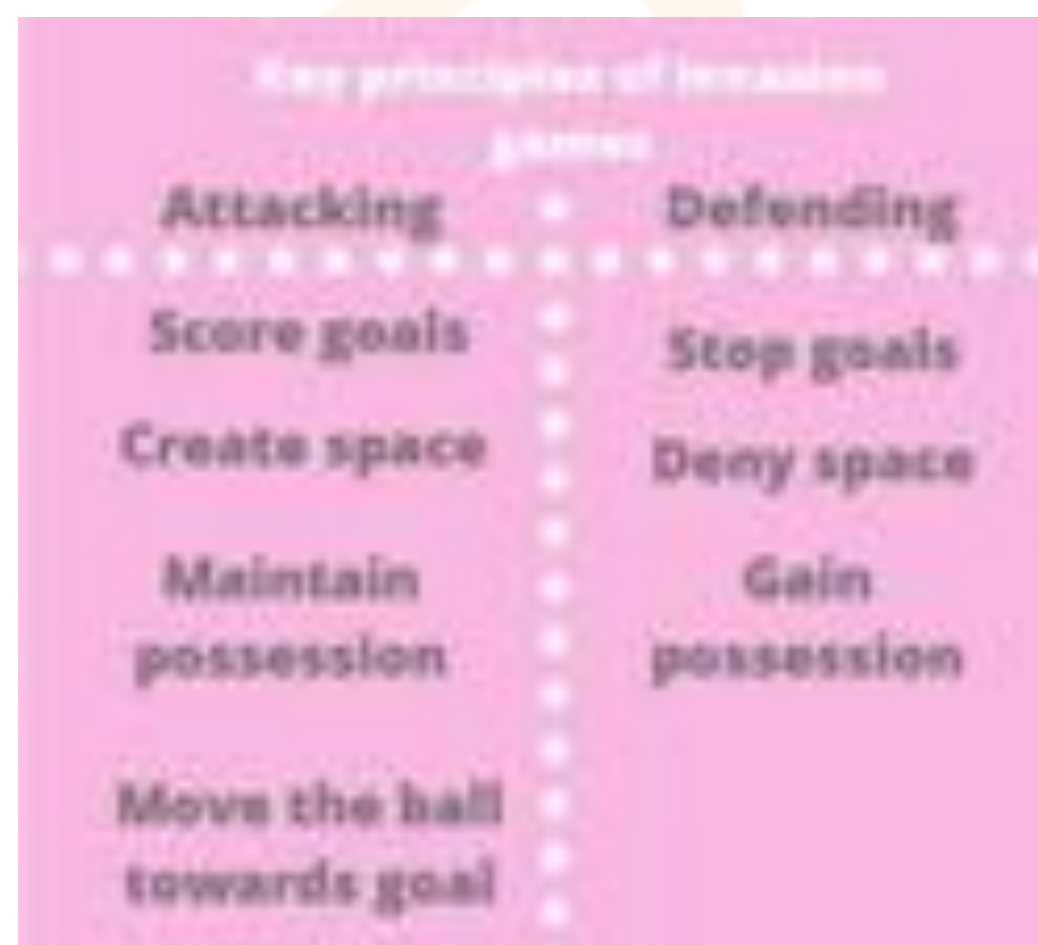 Key principles of invasion
games
Attacking
Defending
Score goals
Stop goals
Create space
Deny space
Maintain
possession
Gain
possession
Move the ball
towards goal